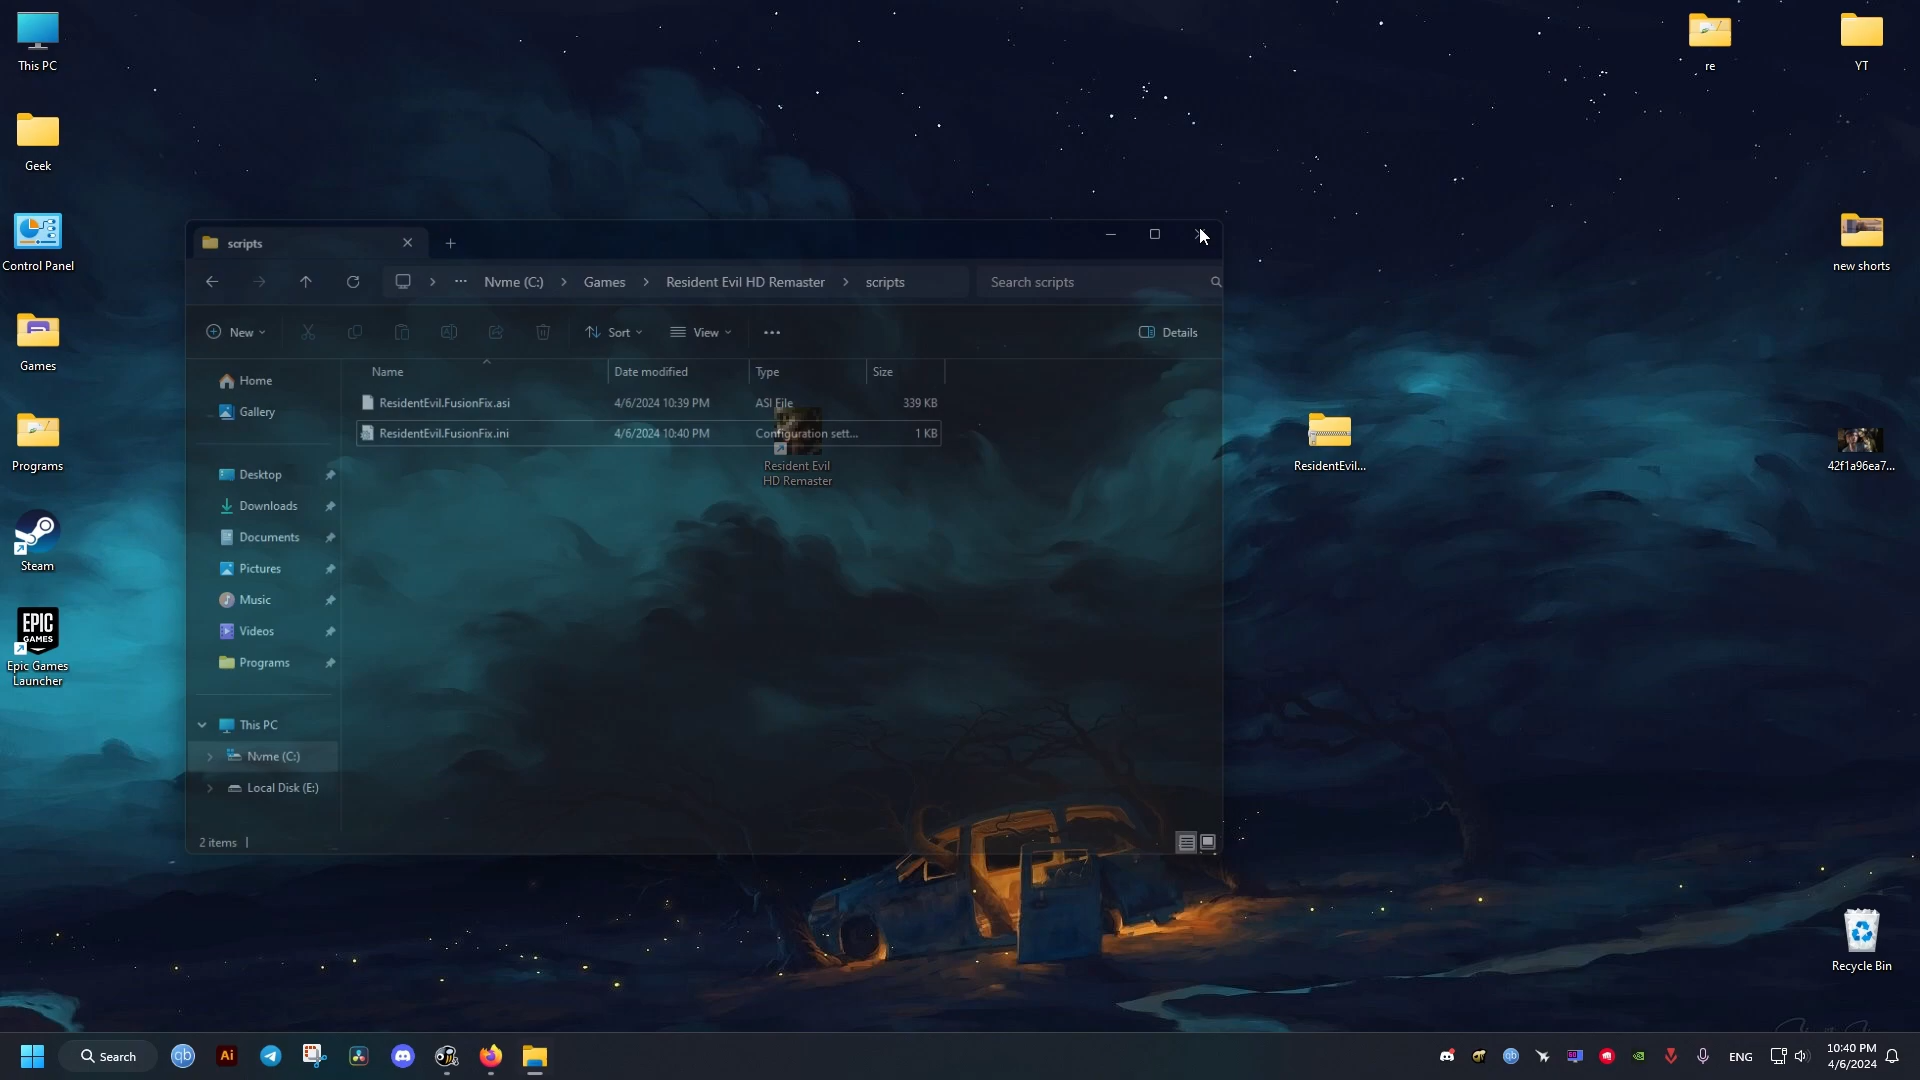 This PC
Geek
Control Panel
Games
Programs
Steam
EPIC
GAMES
Epic Games
Launcher
re
YT
new shorts
42f1a96ea7...
ResidentEvil...
Recycle Bin
scripts
Nvme (C:)
Games
Resident Evil HD Remaster
scripts
Search scripts
New
Sort
View
Details
Name
Date modified
Type
Size
ResidentEvil.FusionFix.asi
4/6/2024 10:39 PM
ASI File
339 KB
ResidentEvil.FusionFix.ini
4/6/2024 10:40 PM
Configuration sett...
1 KB
Resident Evil
HD Remaster
Home
Gallery
Desktop
Downloads
Documents
Pictures
Music
Videos
Programs
This PC
Nvme (C:)
Local Disk (E:)
2 items
Search
qb
Ai
ENG
10:40 PM
4/6/2024